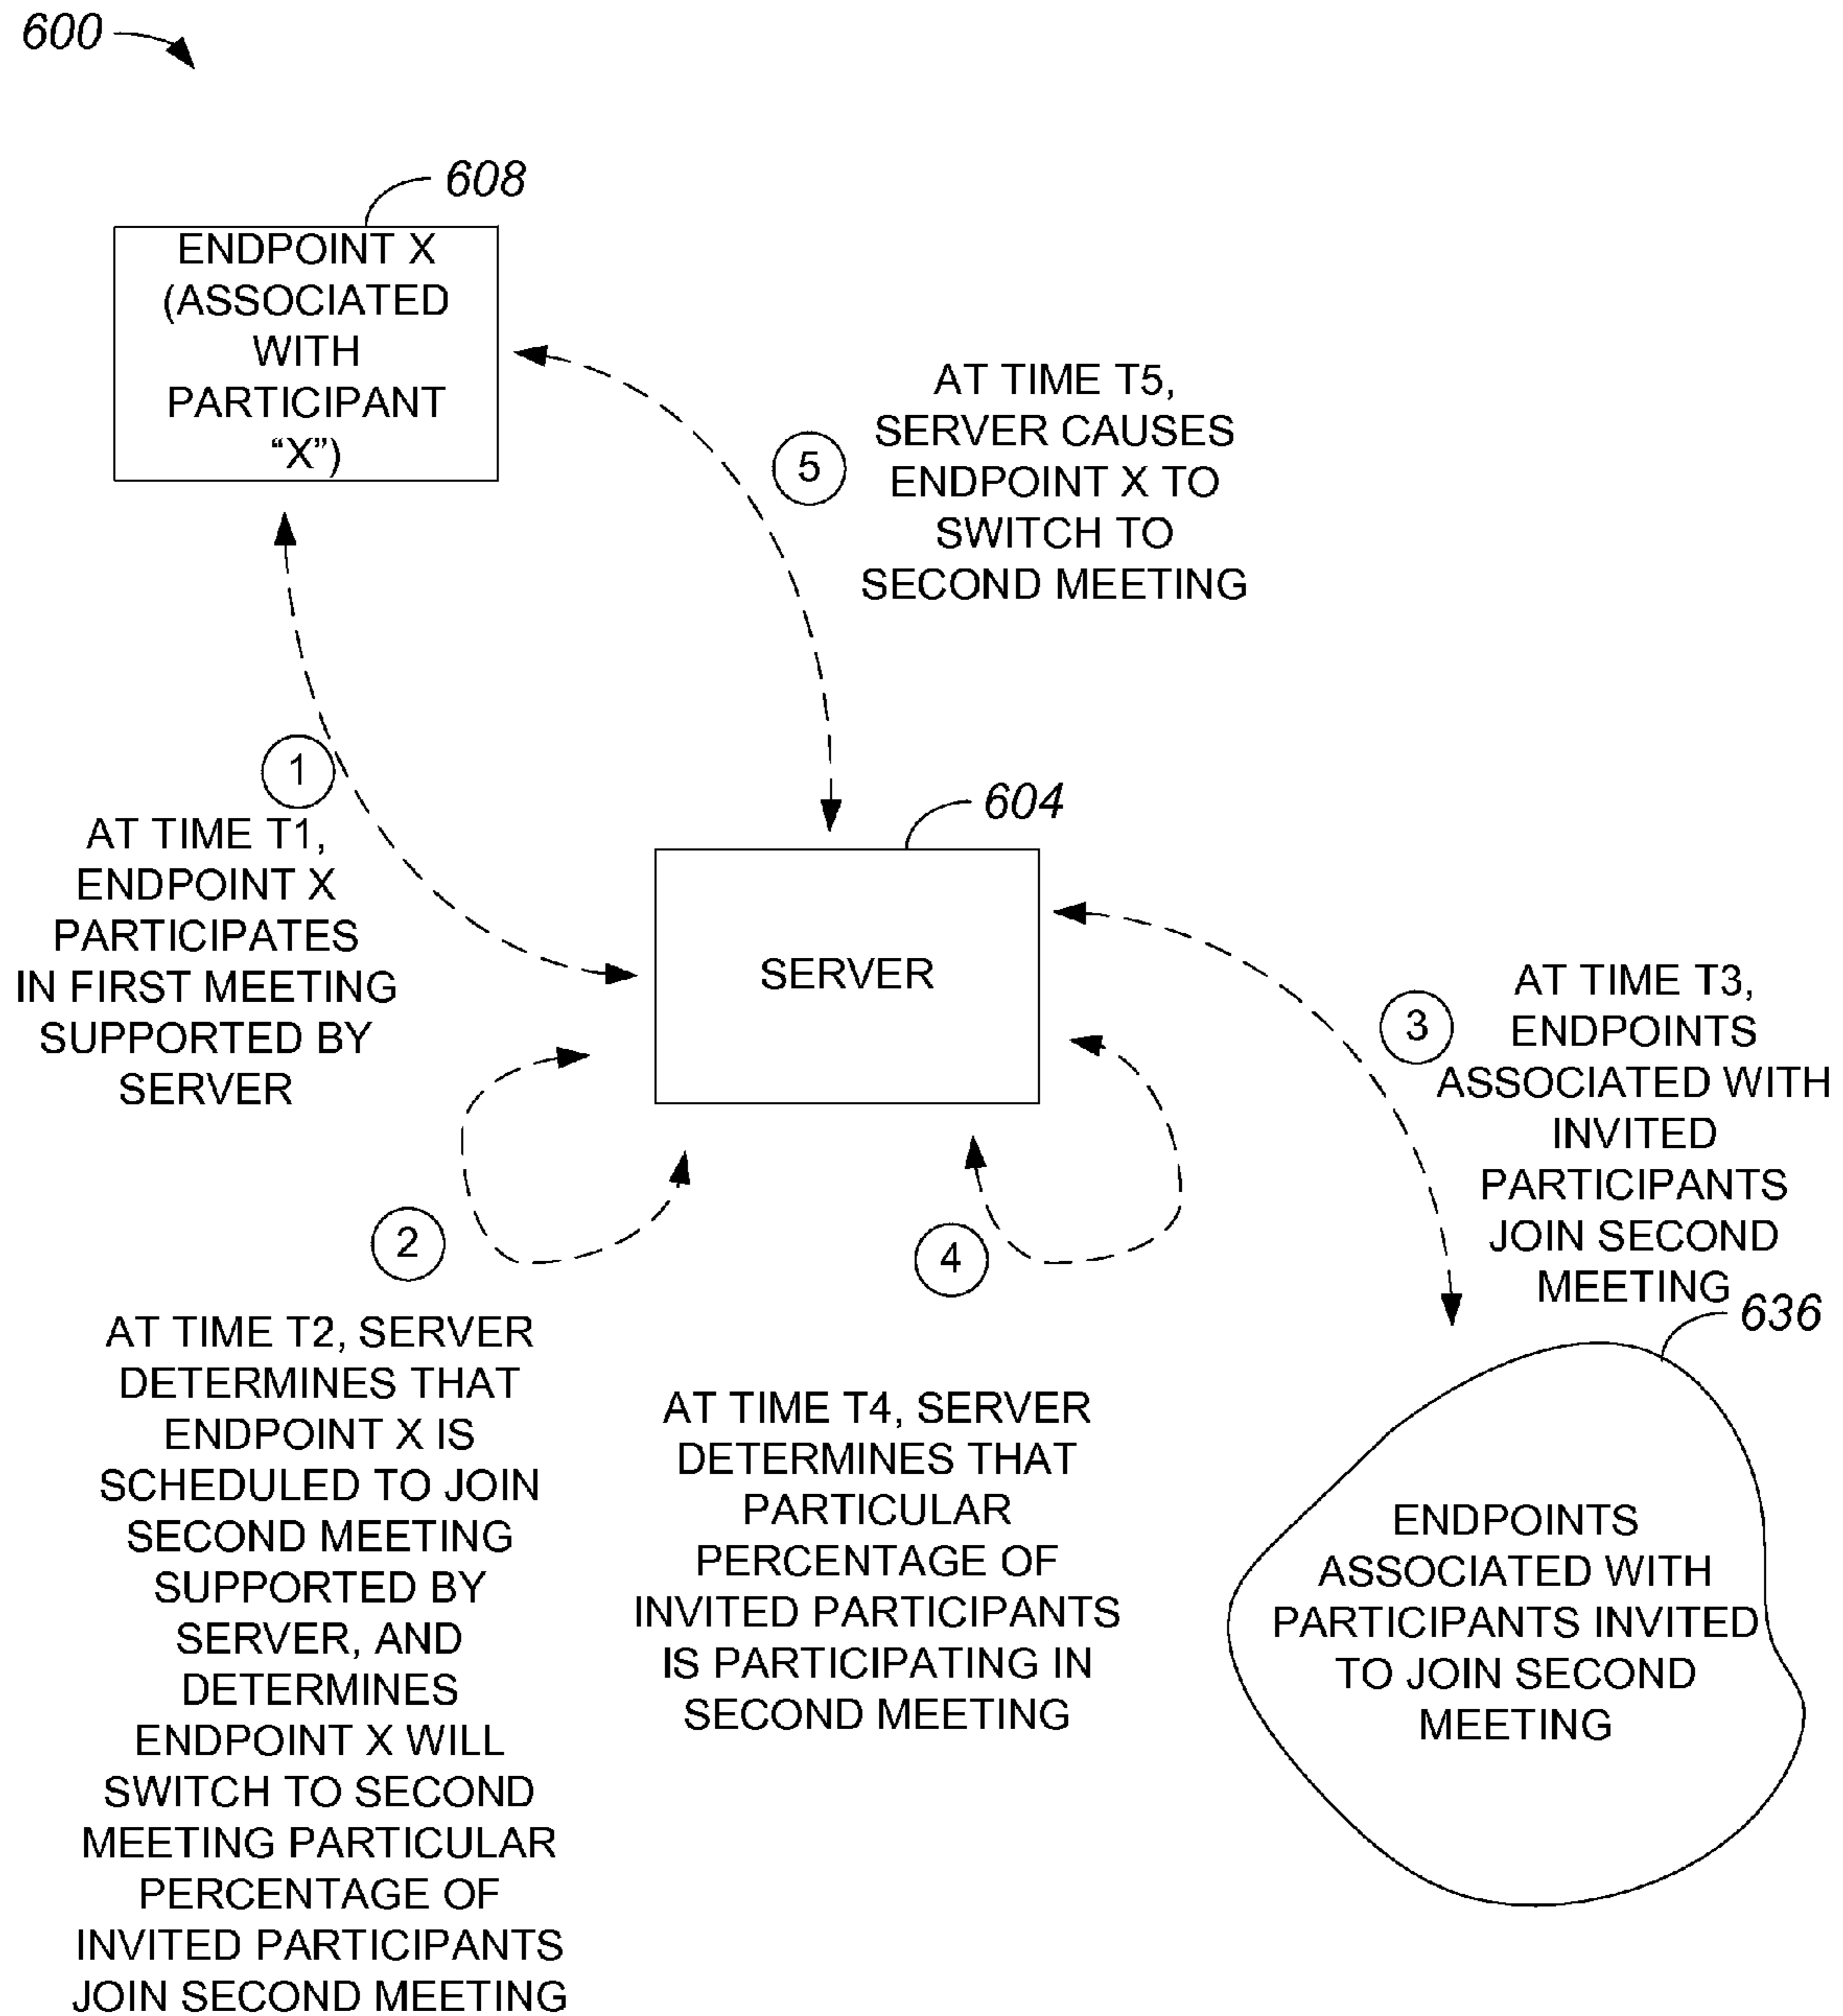 600
608
ENDPOINT X
(ASSOCIATED
WITH
PARTICIPANT
“X”)
5
AT TIME T5,
SERVER CAUSES
ENDPOINT X TO
SWITCH TO
SECOND MEETING
1
AT TIME T1,
ENDPOINT X
PARTICIPATES
IN FIRST MEETING
SUPPORTED BY
SERVER
604
SERVER
3
AT TIME T3,
ENDPOINTS
ASSOCIATED WITH
INVITED
PARTICIPANTS
JOIN SECOND
MEETING
2
AT TIME T2, SERVER
DETERMINES THAT
ENDPOINT X IS
SCHEDULED TO JOIN
SECOND MEETING
SUPPORTED BY
SERVER, AND
DETERMINES
ENDPOINT X WILL
SWITCH TO SECOND
MEETING PARTICULAR
PERCENTAGE OF
INVITED PARTICIPANTS
JOIN SECOND MEETING
4
AT TIME T4, SERVER
DETERMINES THAT
PARTICULAR
PERCENTAGE OF
INVITED PARTICIPANTS
IS PARTICIPATING IN
SECOND MEETING
636
ENDPOINTS
ASSOCIATED WITH
PARTICIPANTS INVITED
TO JOIN SECOND
MEETING